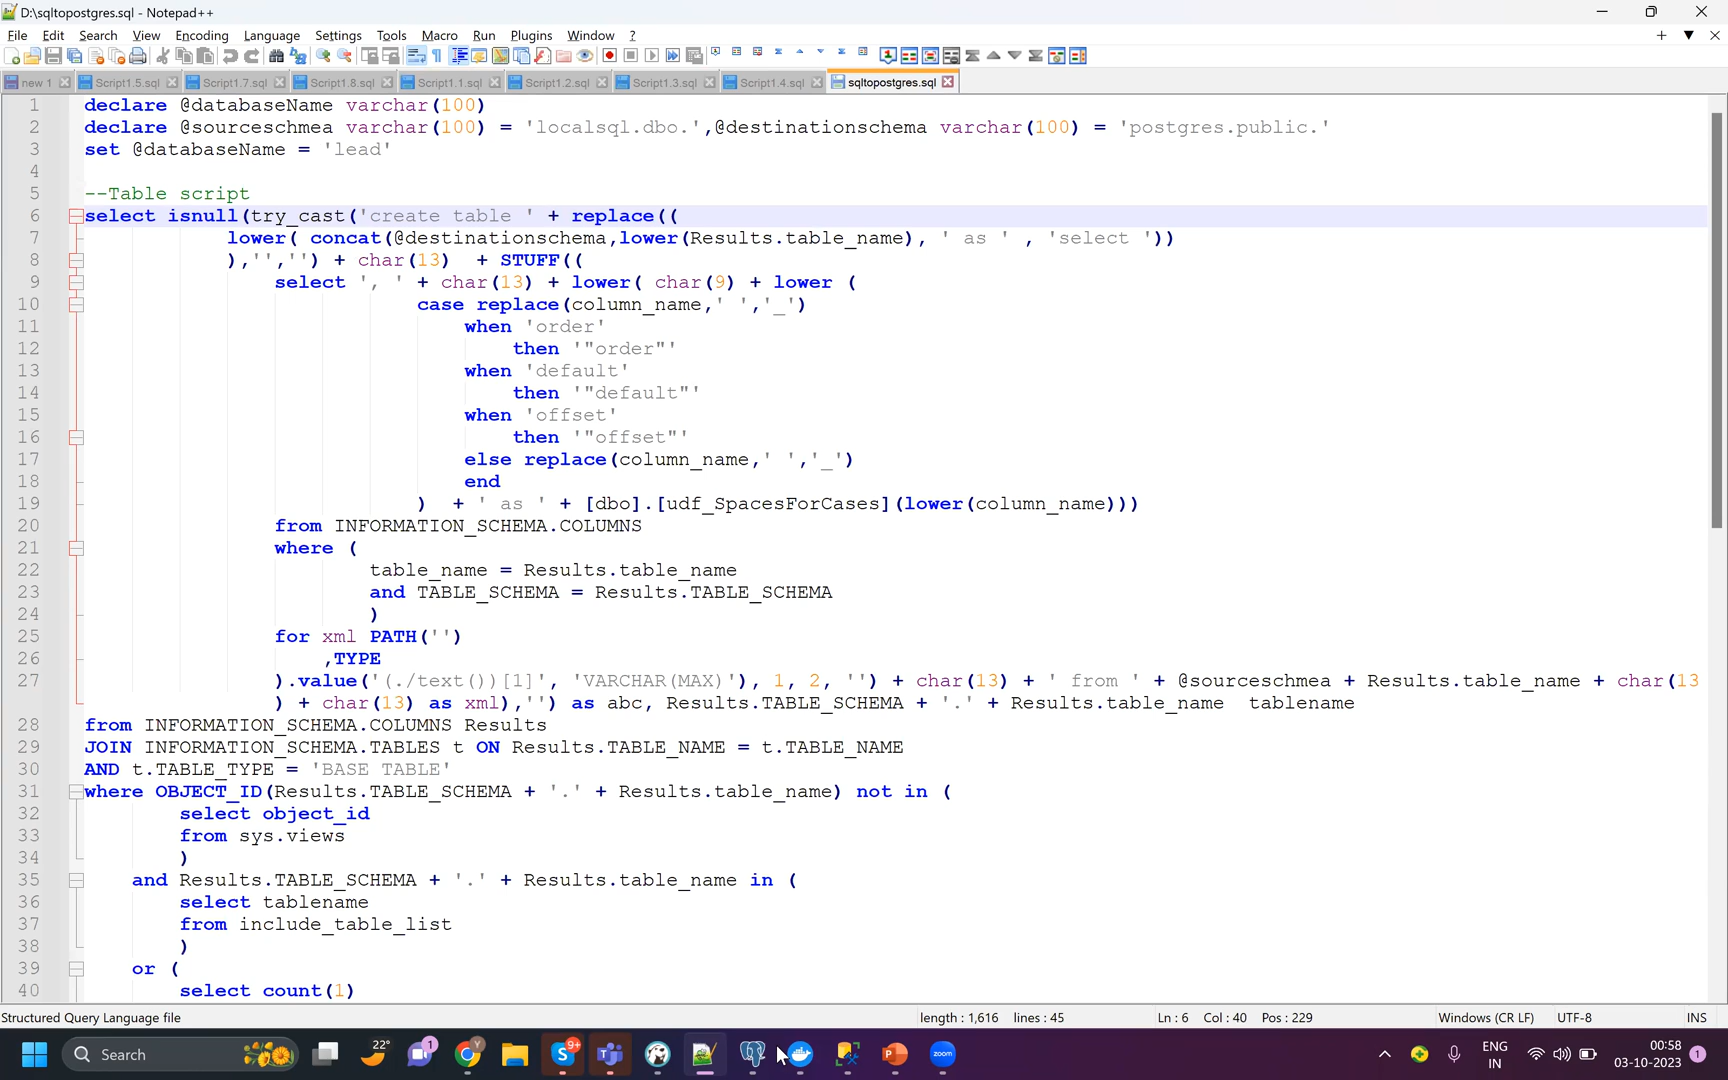 D:\sqltopostgres.sql - Notepad++
File Edit Search View Encoding Language Settings Tools Macro Run Plugins Window ?
new 1 Script1.5.sql Script1.7.sql Script1.8.sql Script1.1.sql Script1.2.sql Script1.3.sql Script1.4.sql sqltopostgres.sql
1 declare @databaseName varchar(100)
2 declare @sourceschmea varchar(100) = 'localsql.dbo.',@destinationschema varchar(100) = 'postgres.public.'
3 set @databaseName = 'lead'
4
5 --Table script
6 select isnull(try_cast('create table ' + replace((
7 lower( concat(@destinationschema,lower(Results.table_name), ' as ' , 'select '))
8 ),'','') + char(13)  + STUFF((
9 select ', ' + char(13) + lower( char(9) + lower (
10 case replace(column_name,' ','_')
11 when 'order'
12 then '"order"'
13 when 'default'
14 then '"default"'
15 when 'offset'
16 then '"offset"'
17 else replace(column_name,' ','_')
18 end
19 )  + ' as ' + [dbo].[udf_SpacesForCases](lower(column_name)))
20 from INFORMATION_SCHEMA.COLUMNS
21 where (
22 table_name = Results.table_name
23 and TABLE_SCHEMA = Results.TABLE_SCHEMA
24 )
25 for xml PATH('')
26 ,TYPE
27 ).value('(./text())[1]', 'VARCHAR(MAX)'), 1, 2, '') + char(13) + ' from ' + @sourceschmea + Results.table_name + char(13
) + char(13) as xml),'') as abc, Results.TABLE_SCHEMA + '.' + Results.table_name  tablename
28 from INFORMATION_SCHEMA.COLUMNS Results
29 JOIN INFORMATION_SCHEMA.TABLES t ON Results.TABLE_NAME = t.TABLE_NAME
30 AND t.TABLE_TYPE = 'BASE TABLE'
31 where OBJECT_ID(Results.TABLE_SCHEMA + '.' + Results.table_name) not in (
32 select object_id
33 from sys.views
34 )
35 and Results.TABLE_SCHEMA + '.' + Results.table_name in (
36 select tablename
37 from include_table_list
38 )
39 or (
40 select count(1)
Structured Query Language file length : 1,616 lines : 45 Ln : 6 Col : 40 Pos : 229 Windows (CR LF) UTF-8 INS
Search 22° 1 9+ zoom ENG IN 00:58 03-10-2023 1